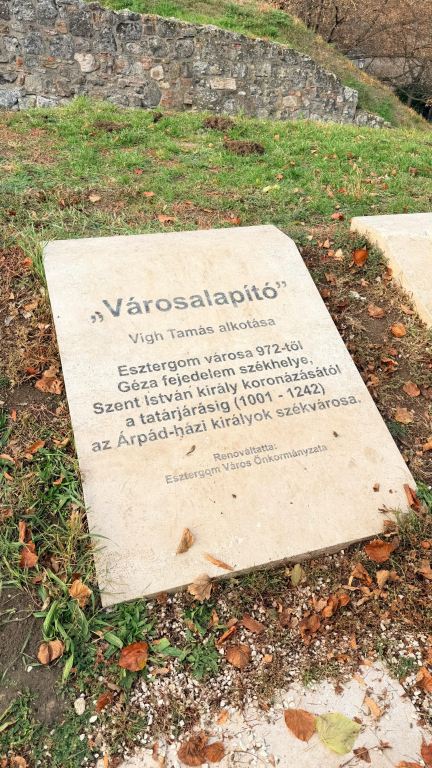 „Városalapító”
Vigh Tamás alkotása
Esztergom városa 972-től
Géza fejedelem székhelye,
Szent István király koronázásától
a tatárjárásig (1001 - 1242)
az Árpád-házi királyok székvárosa.
Renováltatta:
Esztergom Város Önkormányzata